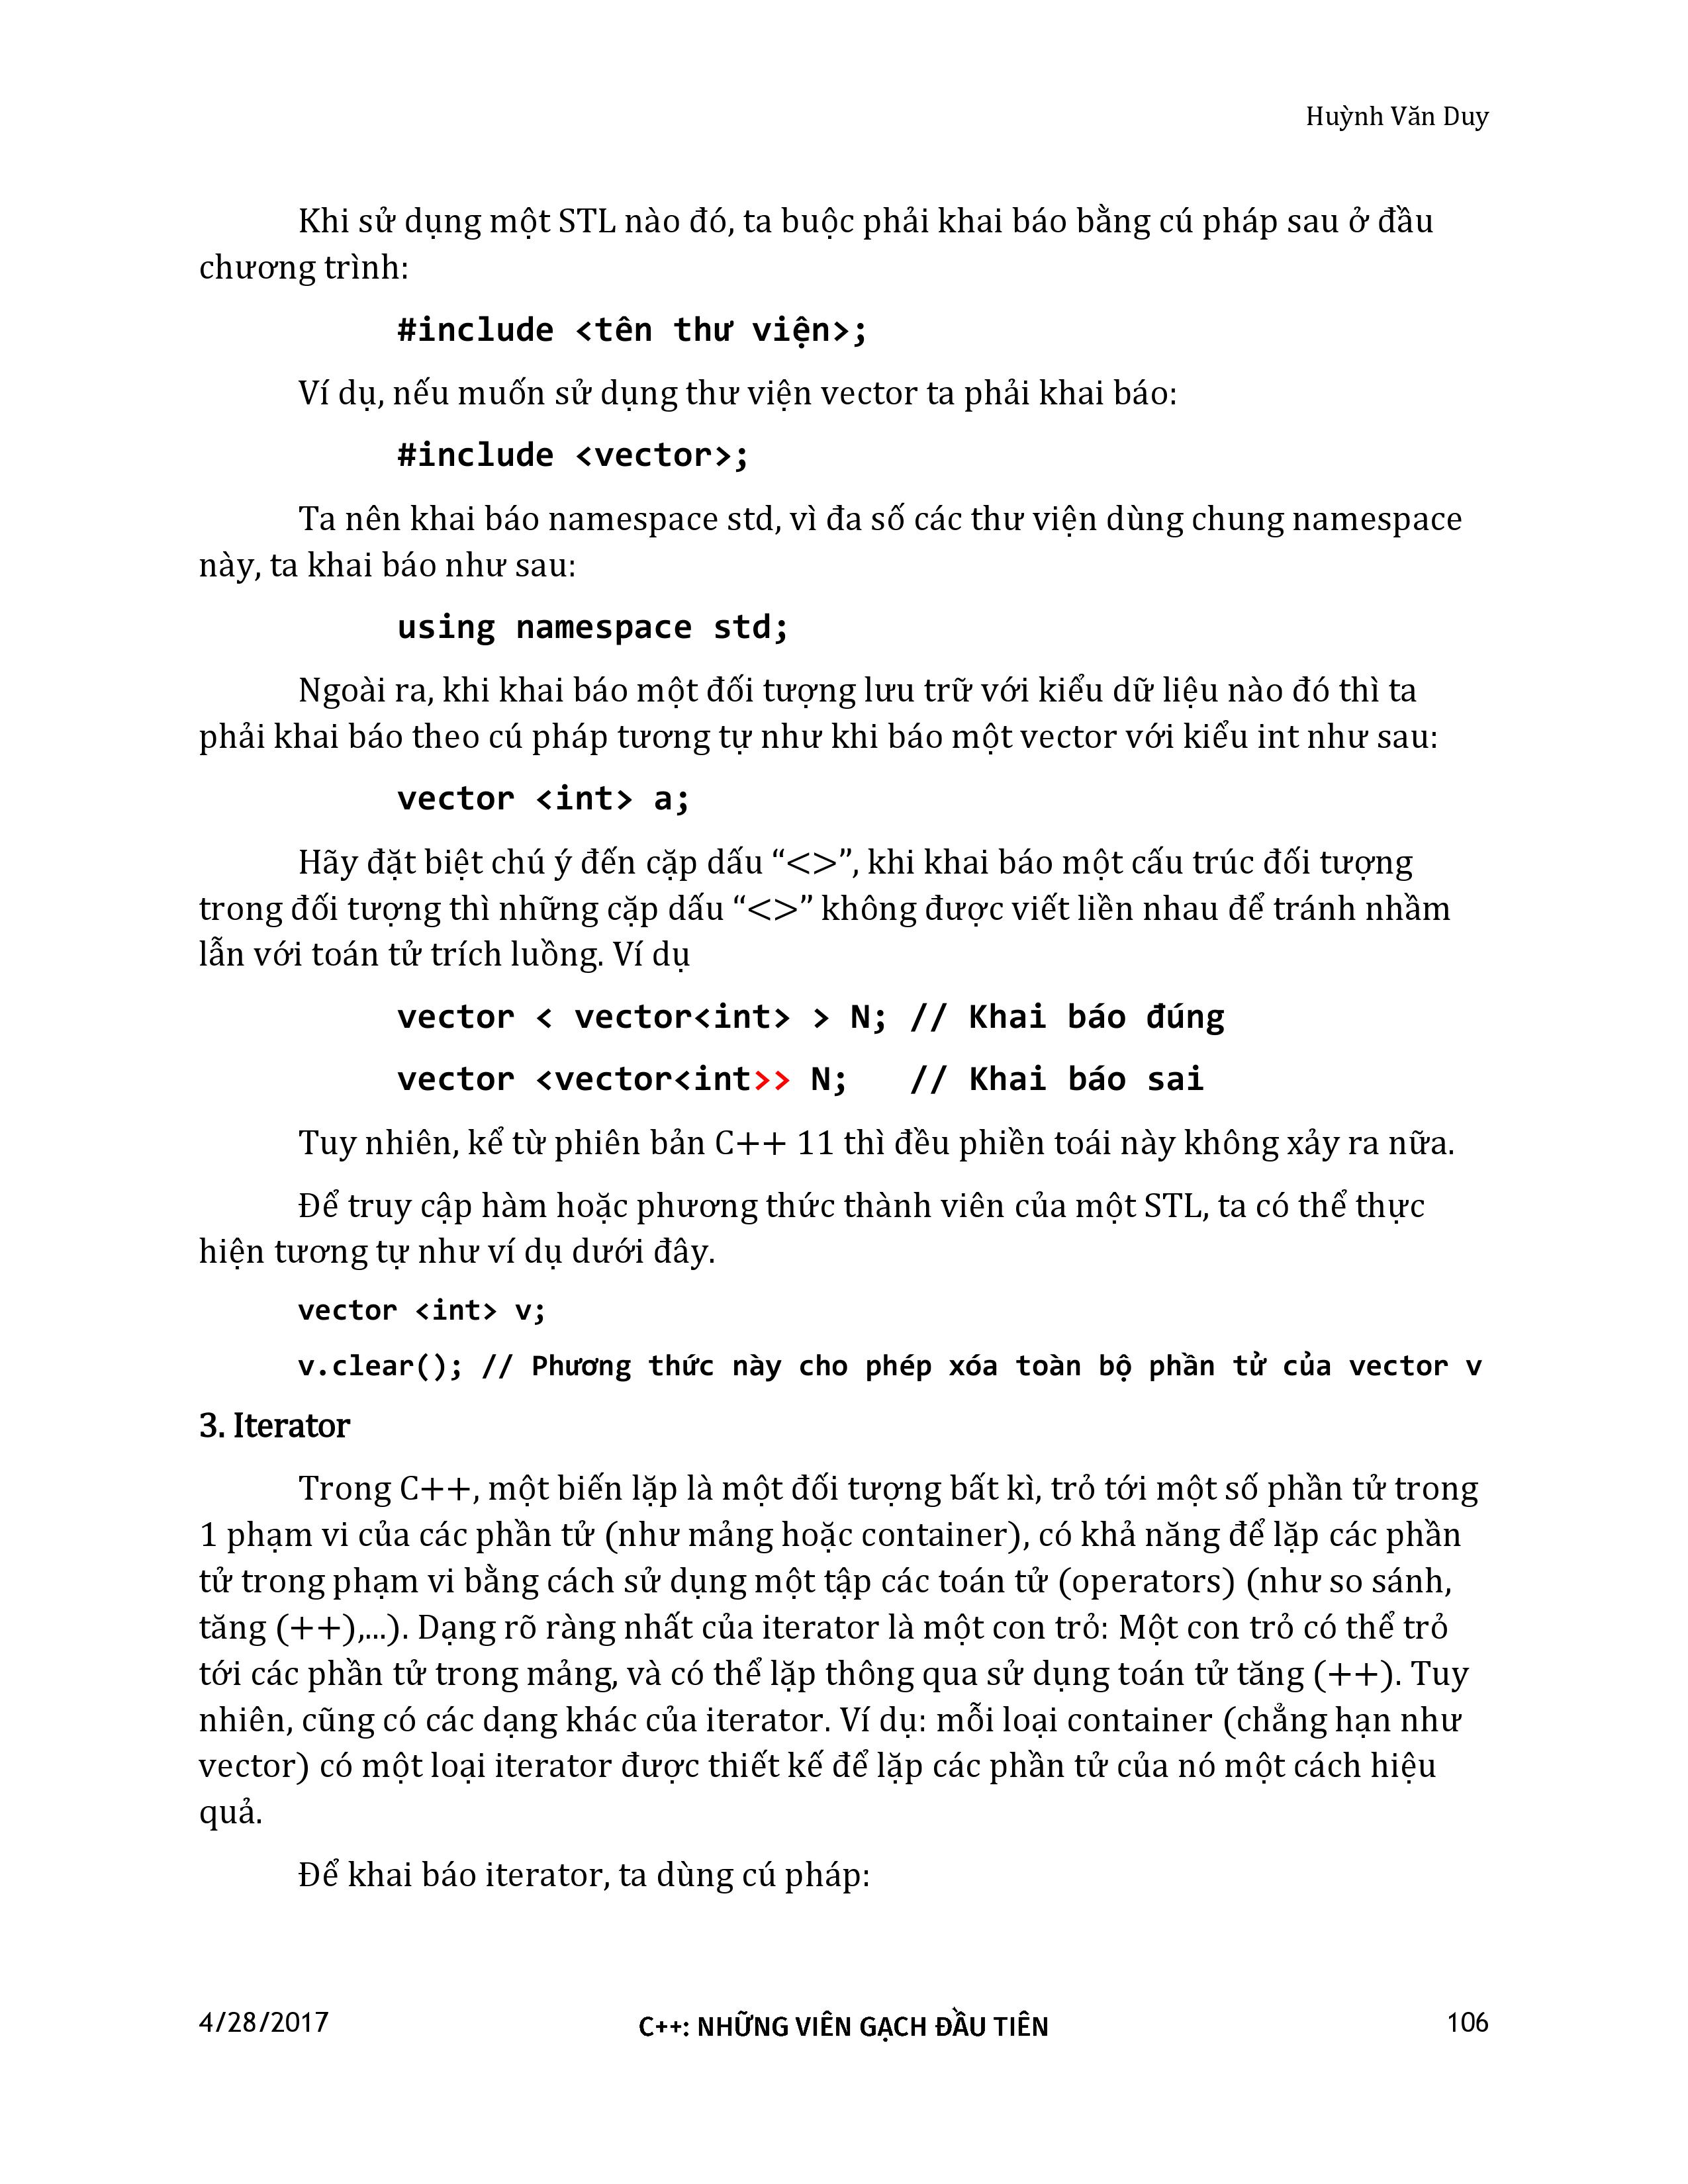 Huỳnh Văn Duy
Khi sử dụng một STL nào đó, ta buộc phải khai báo bằng cú pháp sau ở đầu
chương trình:
#include <tên thư viện>;
Ví dụ, nếu muốn sử dụng thư viện vector ta phải khai báo:
#include <vector>;
Ta nên khai báo namespace std, vì đa số các thư viện dùng chung namespace
này, ta khai báo như sau:
using namespace std;
Ngoài ra, khi khai báo một đối tượng lưu trữ với kiểu dữ liệu nào đó thì ta
phải khai báo theo cú pháp tương tự như khi báo một vector với kiểu int như sau:
vector <int> a;
Hãy đặt biệt chú ý đến cặp dấu “<>”, khi khai báo một cấu trúc đối tượng
trong đối tượng thì những cặp dấu “<>” không được viết liền nhau để tránh nhầm
lẫn với toán tử trích luồng. Ví dụ
vector < vector<int> > N; // Khai báo đúng
vector <vector<int>> N;   // Khai báo sai
Tuy nhiên, kể từ phiên bản C++ 11 thì đều phiền toái này không xảy ra nữa.
Để truy cập hàm hoặc phương thức thành viên của một STL, ta có thể thực
hiện tương tự như ví dụ dưới đây.
vector <int> v;
v.clear(); // Phương thức này cho phép xóa toàn bộ phần tử của vector v
3. Iterator
Trong C++, một biến lặp là một đối tượng bất kì, trỏ tới một số phần tử trong
1 phạm vi của các phần tử (như mảng hoặc container), có khả năng để lặp các phần
tử trong phạm vi bằng cách sử dụng một tập các toán tử (operators) (như so sánh,
tăng (++),...). Dạng rõ ràng nhất của iterator là một con trỏ: Một con trỏ có thể trỏ
tới các phần tử trong mảng, và có thể lặp thông qua sử dụng toán tử tăng (++). Tuy
nhiên, cũng có các dạng khác của iterator. Ví dụ: mỗi loại container (chẳng hạn như
vector) có một loại iterator được thiết kế để lặp các phần tử của nó một cách hiệu
quả.
Để khai báo iterator, ta dùng cú pháp:
4/28/2017 C++: NHỮNG VIÊN GẠCH ĐẦU TIÊN 106